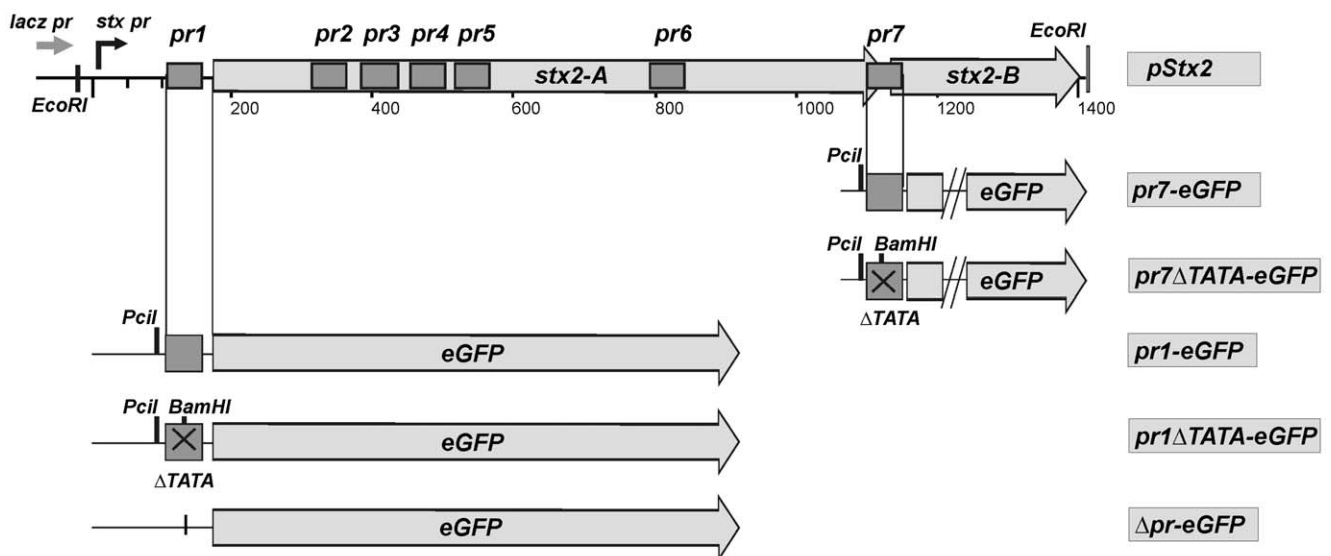 lacz pr
stx pr
pr1 pr2 pr3 pr4 pr5 pr6 pr7 EcoRI
stx2-A stx2-B pStx2
EcoRI 200 400 600 800 1000 1200 1400
PciI
eGFP pr7-eGFP
PciI BamHI
eGFP pr7ΔTATA-eGFP
ΔTATA
PciI
eGFP pr1-eGFP
PciI BamHI
eGFP pr1ΔTATA-eGFP
ΔTATA
eGFP Δpr-eGFP